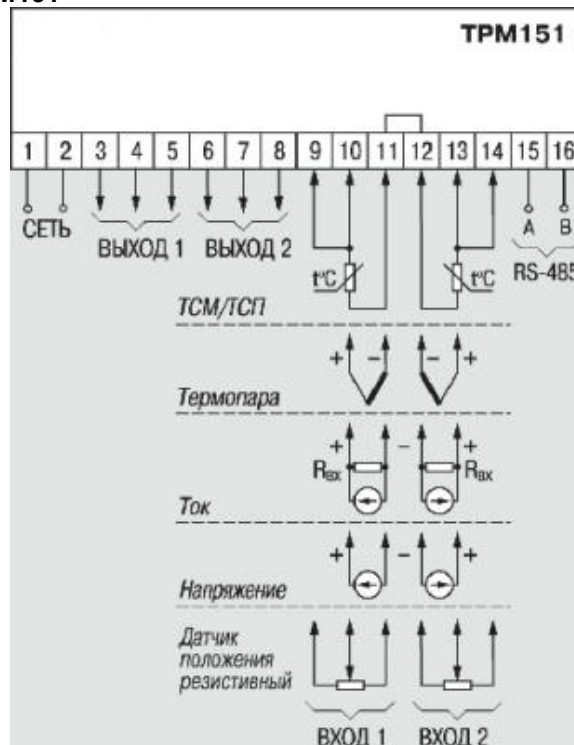 ТРМ151
1 2 3 4 5 6 7 8 9 10 11 12 13 14 15 16
СЕТЬ
ВЫХОД 1
ВЫХОД 2
t°C
t°C
A
B
RS-485
ТСМ/ТСП
+ - - +
Термопара
+ - +
Rвх
Rвх
Ток
+ - +
Напряжение
Датчик
положения
резистивный
ВХОД 1
ВХОД 2